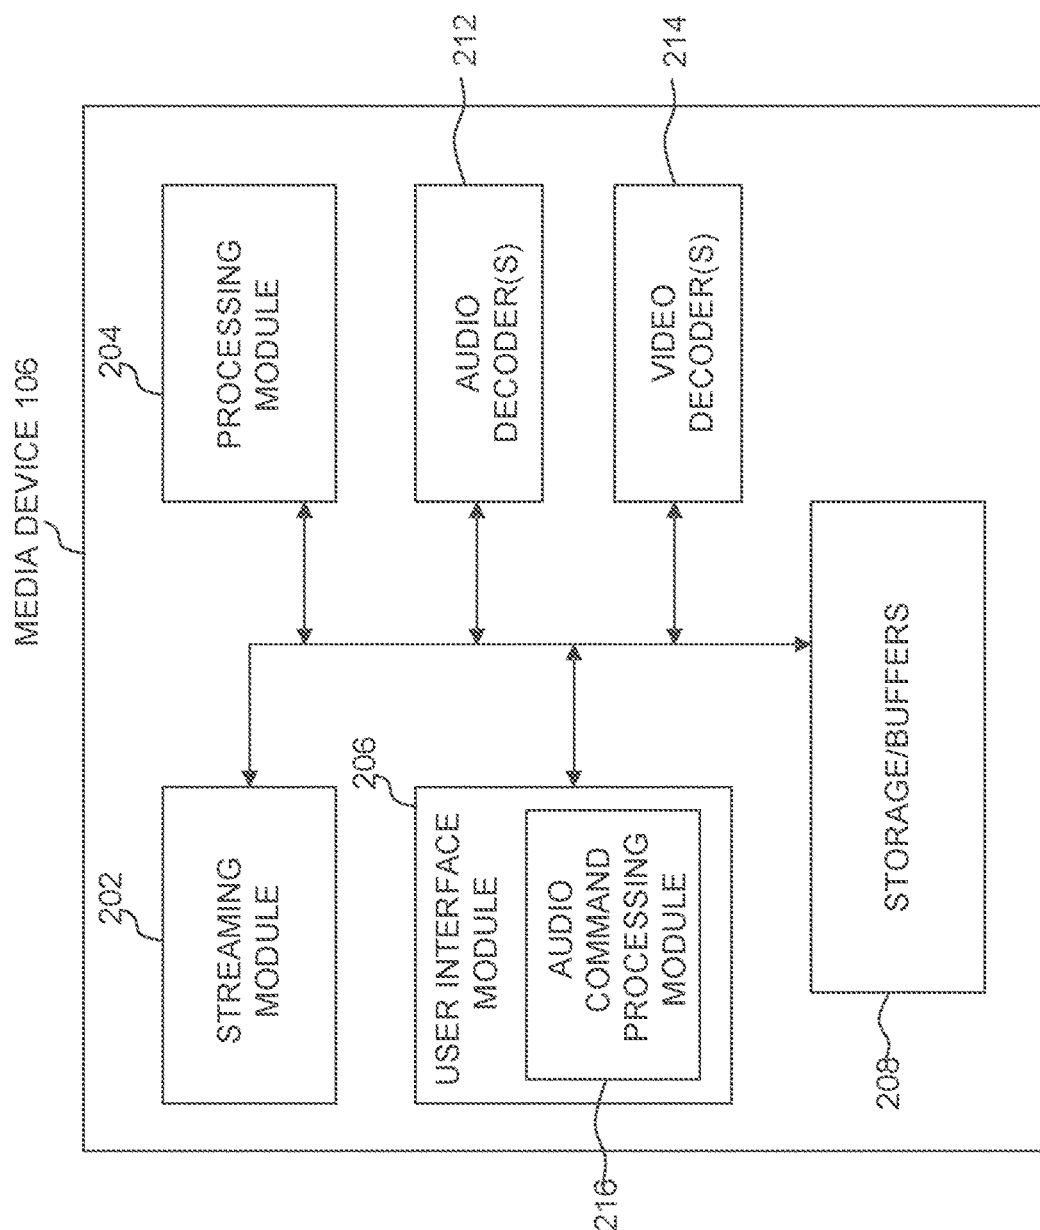 MEDIA DEVICE 106
202
STREAMING
MODULE
204
PROCESSING
MODULE
206
USER INTERFACE
MODULE
AUDIO
COMMAND
PROCESSING
MODULE
216
212
AUDIO
DECODER(S)
214
VIDEO
DECODER(S)
STORAGE/BUFFERS
208